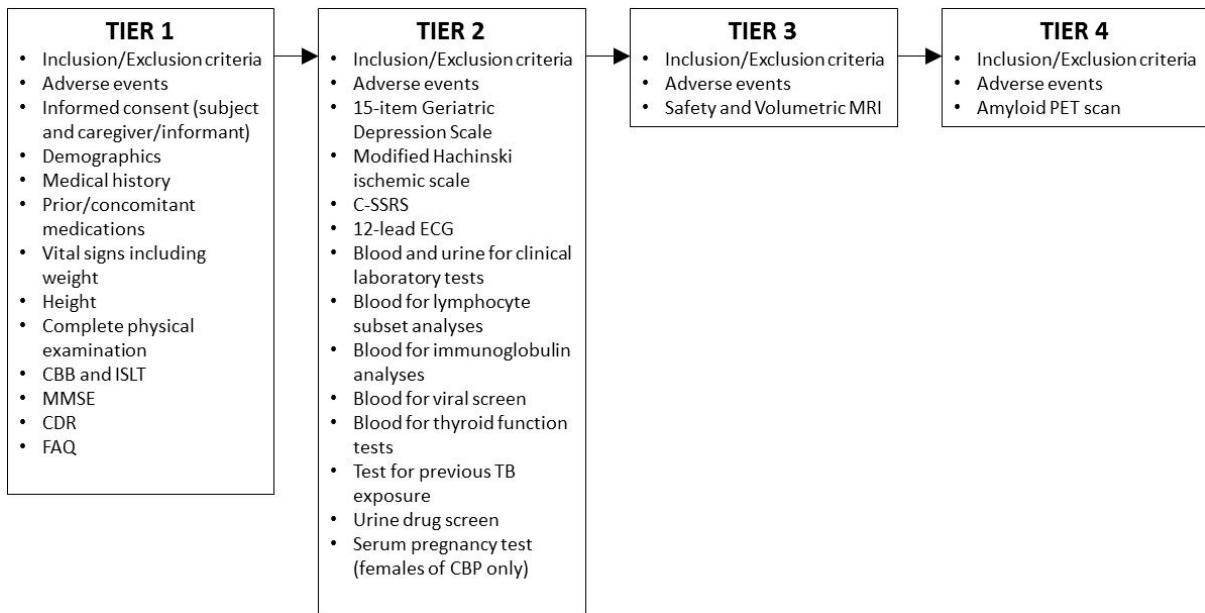 TIER 1
• Inclusion/Exclusion criteria
• Adverse events
• Informed consent (subject
and caregiver/informant)
• Demographics
• Medical history
• Prior/concomitant
medications
• Vital signs including
weight
• Height
• Complete physical
examination
• CBB and ISLT
• MMSE
• CDR
• FAQ
TIER 2
• Inclusion/Exclusion criteria
• Adverse events
• 15-item Geriatric
Depression Scale
• Modified Hachinski
ischemic scale
• C-SSRS
• 12-lead ECG
• Blood and urine for clinical
laboratory tests
• Blood for lymphocyte
subset analyses
• Blood for immunoglobulin
analyses
• Blood for viral screen
• Blood for thyroid function
tests
• Test for previous TB
exposure
• Urine drug screen
• Serum pregnancy test
(females of CBP only)
TIER 3
• Inclusion/Exclusion criteria
• Adverse events
• Safety and Volumetric MRI
TIER 4
• Inclusion/Exclusion criteria
• Adverse events
• Amyloid PET scan